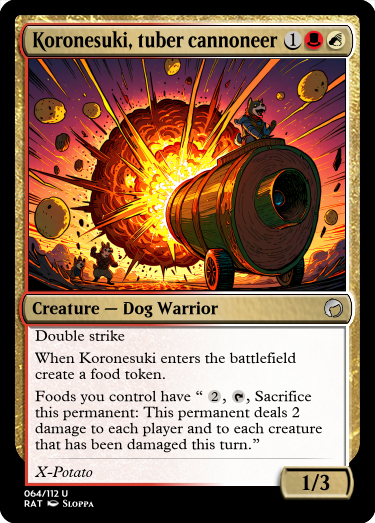 Koronesuki, tuber cannoneer 1
Creature — Dog Warrior
Double strike
When Koronesuki enters the battlefield
create a food token.
Foods you control have “ 2, , Sacrifice
this permanent: This permanent deals 2
damage to each player and to each creature
that has been damaged this turn.”
X-Potato
1/3
064/112 U
RAT Sloppa